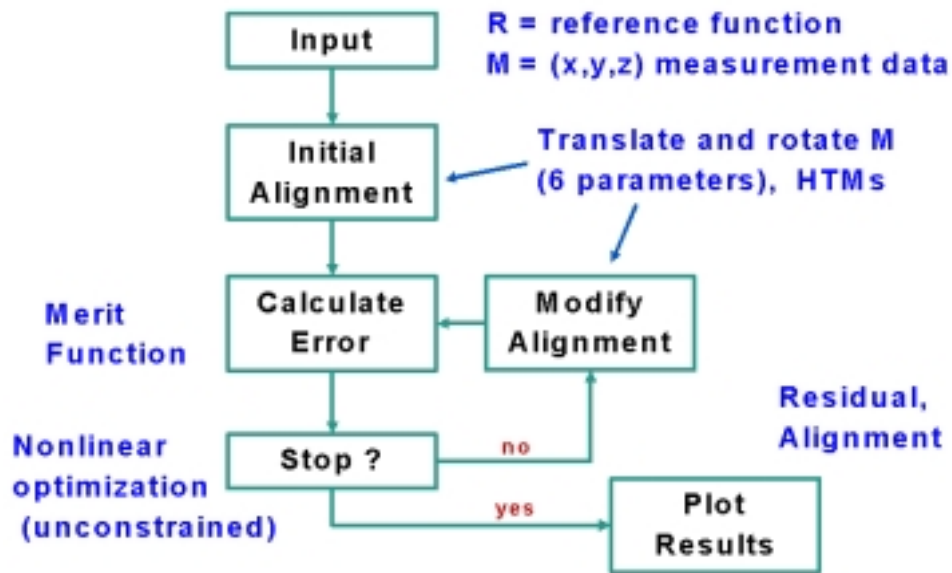 Input
R = reference function
M = (x,y,z) measurement data
Initial
Alignment
Translate and rotate M
(6 parameters), HTMs
Merit
Function
Calculate
Error
Modify
Alignment
Nonlinear
optimization
(unconstrained)
Stop ?
no
yes
Residual,
Alignment
Plot
Results